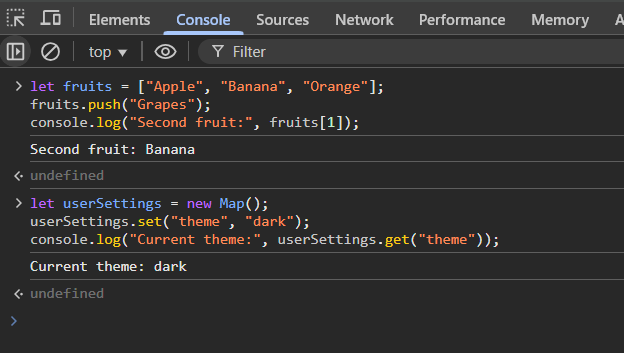 Elements Console Sources Network Performance Memory
top Filter
let fruits = ["Apple", "Banana", "Orange"];
fruits.push("Grapes");
console.log("Second fruit:", fruits[1]);
Second fruit: Banana
undefined
let userSettings = new Map();
userSettings.set("theme", "dark");
console.log("Current theme:", userSettings.get("theme"));
Current theme: dark
undefined